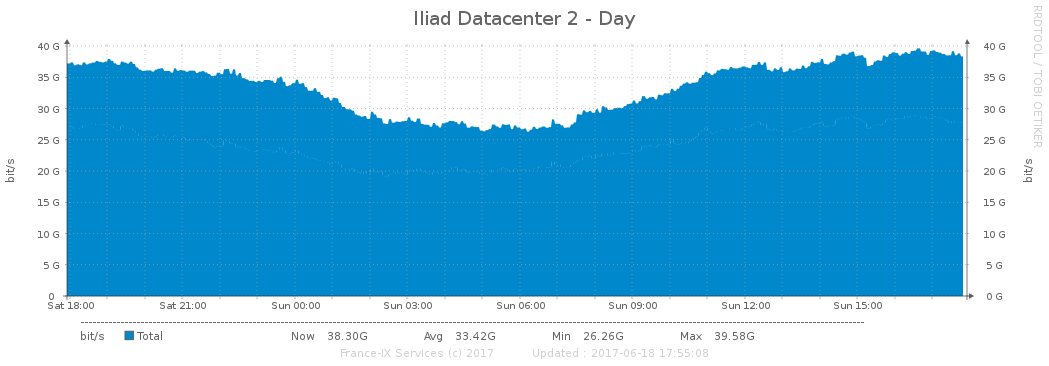 Iliad Datacenter 2 - Day
RRDTOOL / TOBI OETIKER
bit/s
bit/s
40 G
35 G
30 G
25 G
20 G
15 G
10 G
5 G
0
40 G
35 G
30 G
25 G
20 G
15 G
10 G
5 G
0 G
Sat 18:00 Sat 21:00 Sun 00:00 Sun 03:00 Sun 06:00 Sun 09:00 Sun 12:00 Sun 15:00
bit/s Total Now 38.30G Avg 33.42G Min 26.26G Max 39.58G
France-IX Services (c) 2017 Updated : 2017-06-18 17:55:08